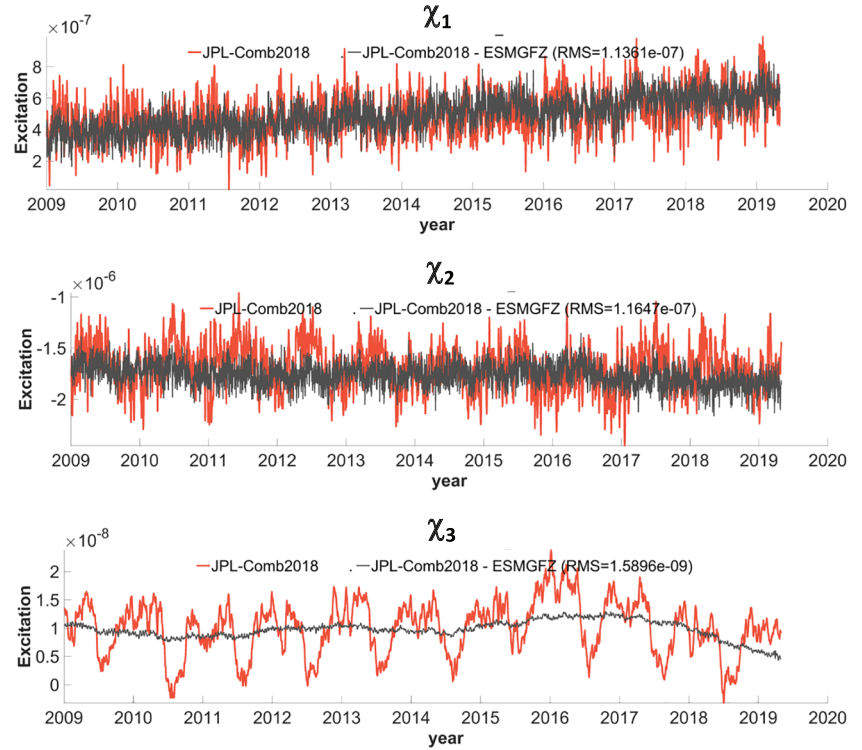 χ1
×10-7
JPL-Comb2018 JPL-Comb2018 - ESMGFZ (RMS=1.1361e-07)
8
6
4
2
Excitation
2009 2010 2011 2012 2013 2014 2015 2016 2017 2018 2019 2020
year
χ2
×10-6
JPL-Comb2018 JPL-Comb2018 - ESMGFZ (RMS=1.1647e-07)
-1
-1.5
-2
Excitation
2009 2010 2011 2012 2013 2014 2015 2016 2017 2018 2019 2020
year
χ3
×10-8
JPL-Comb2018 JPL-Comb2018 - ESMGFZ (RMS=1.5896e-09)
2
1.5
1
0.5
0
Excitation
2009 2010 2011 2012 2013 2014 2015 2016 2017 2018 2019 2020
year